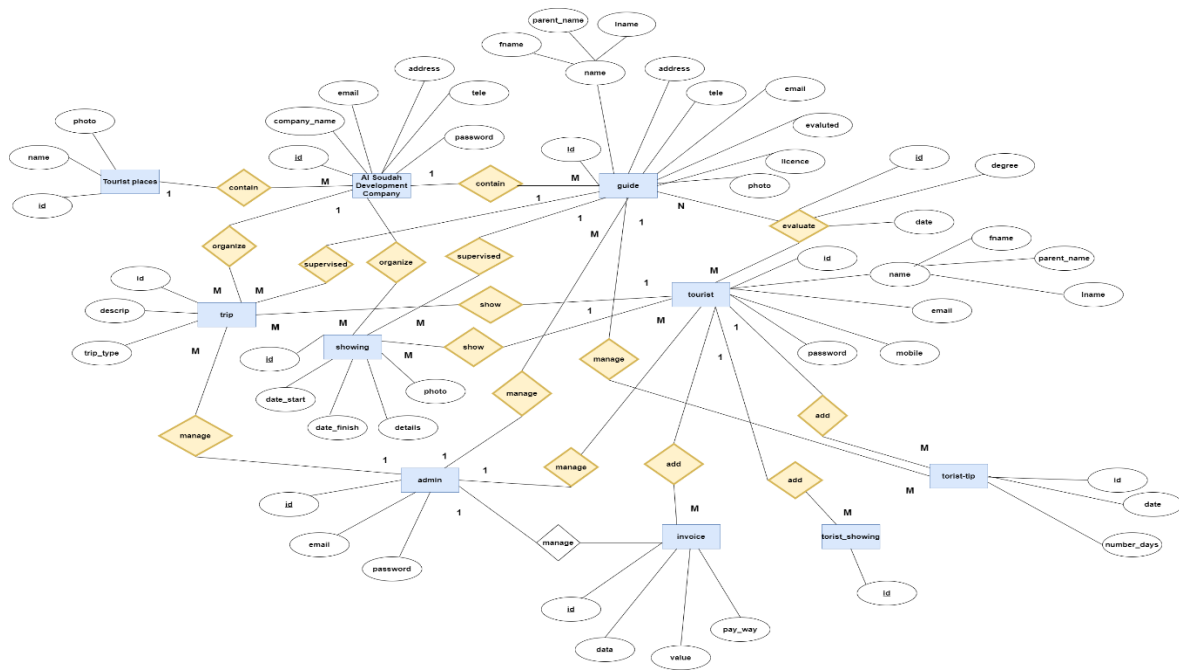 parent_name
lname
fname
name
address
address
email
tele
email
tele
photo
company_name
evaluted
password
id
degree
name
id
id
licence
1
M
Tourist places
contain
M
Al Soudah
Development
Company
contain
guide
photo
1
1
1
1
M
1
N
evaluate
date
id
fname
organize
supervised
organize
supervised
M
id
name
parent_name
id
1
tourist
lname
M
M
show
descrip
trip
email
M
M
M
1
M
showing
show
manage
1
password
mobile
trip_type
M
id
M
photo
date_start
manage
date_finish
details
add
manage
1
1
manage
add
M
1
admin
add
torist-tip
id
id
M
date
1
M
M
email
manage
invoice
torist_showing
number_days
password
id
id
pay_way
data
value